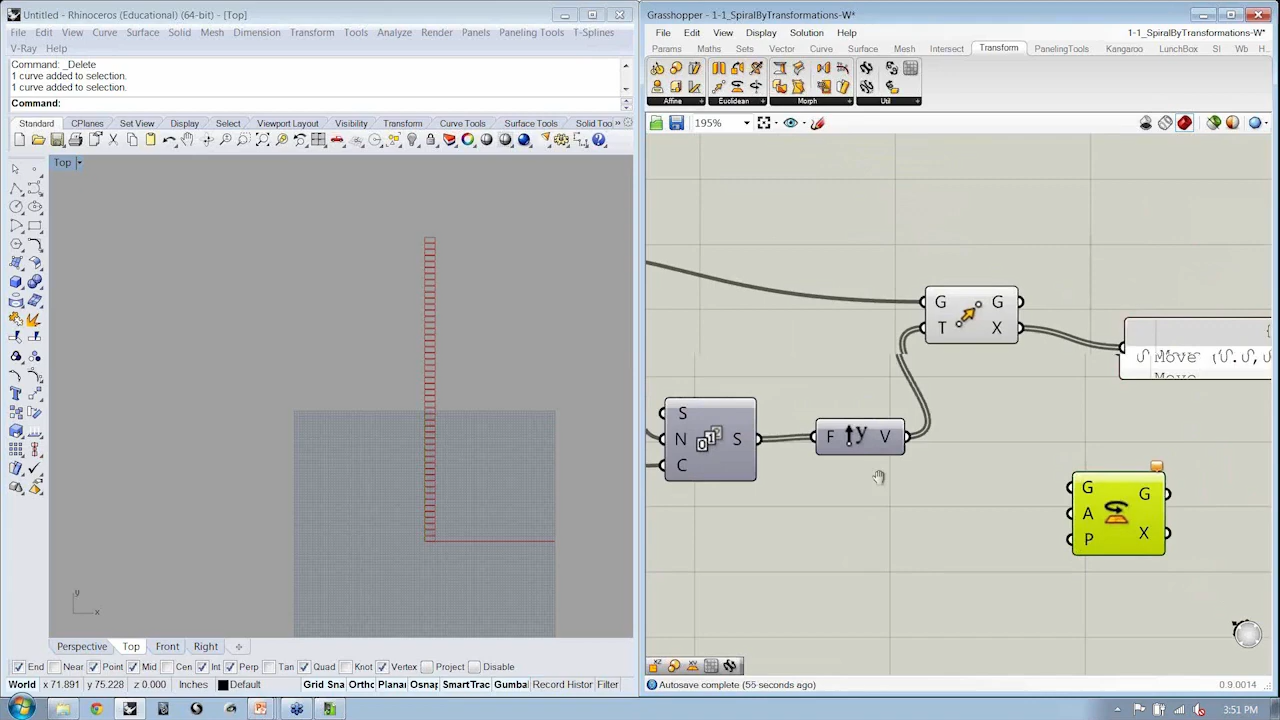 Untitled - Rhinoceros (Educational) (64-bit) - [Top]
File Edit View Curve Surface Solid Mesh Dimension Transform Tools Analyze Render Panels Paneling Tools T-Splines
V-Ray Help
Command: _Delete
1 curve added to selection.
1 curve added to selection.
Command:
Standard CPlanes Set View Display Select Viewport Layout Visibility Transform Curve Tools Surface Tools Solid Too
Top
y
x
Perspective Top Front Right
End Near Point Mid Cen Int Perp Tan Quad Knot Vertex Project Disable
World x 71.891 y 75.228 z 0.000 Inches Default Grid Sna Ortho Planar Osnap SmartTrac Gumba Record Histor Filter
Grasshopper - 1-1_SpiralByTransformations-W*
File Edit View Display Solution Help 1-1_SpiralByTransformations-W*
Params Maths Sets Vector Curve Surface Mesh Intersect Transform PanelingTools Kangaroo LunchBox SI Wb H...
Affine Euclidean Morph Util
195%
G G
T X
Move
Move
S
N S
C
F y V
G G
A
P X
Autosave complete (55 seconds ago) 0.9.0014
3:51 PM